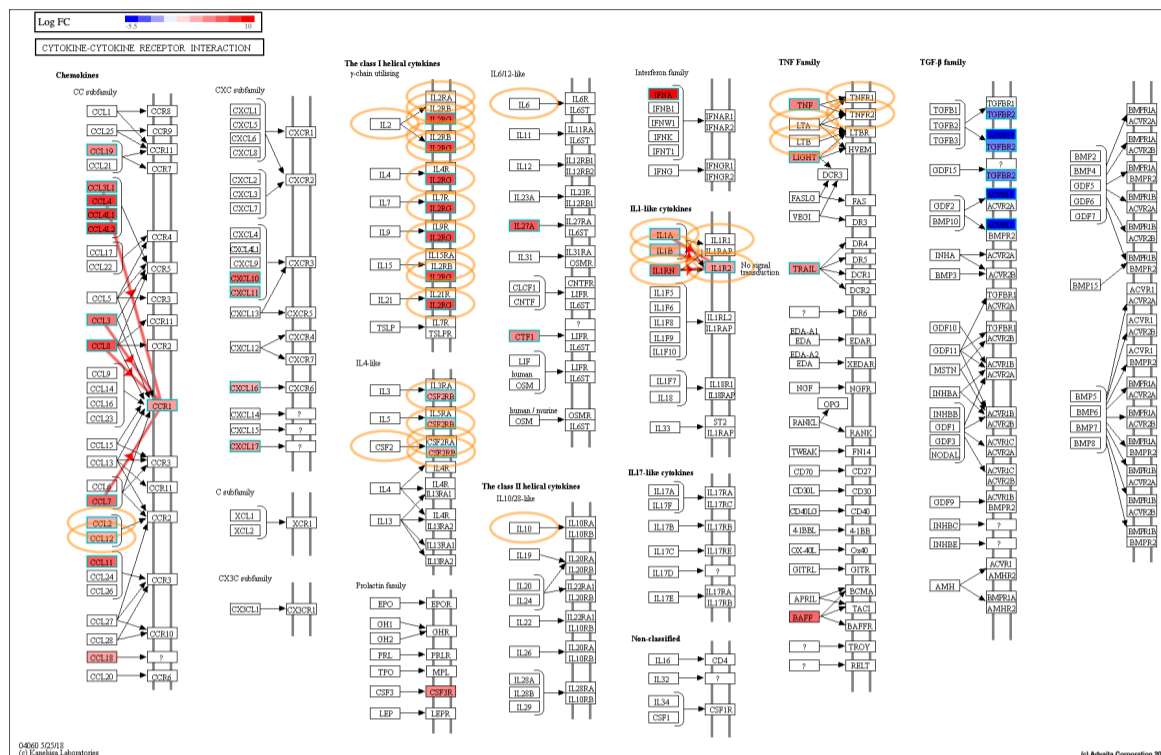 Log FC
-5.5 10
CYTOKINE-CYTOKINE RECEPTOR INTERACTION
Chemokines
CC subfamily
CCL1
CCR8
CCL25
CCR9
CCR11
CCL19
CCL21
CCR7
CCL3L1
CCL4
CCL4L1
CCL4L2
CCR4
CCL17
CCL22
CCR5
CCL5
CCR3
CCL3
CCR11
CCL8
CCR2
CCL9
CCL14
CCL16
CCR1
CCL23
CCL15
CCL13
CCR3
CCL6
CCR11
CCL7
CCL2
CCR2
CCL12
CCL11
CCL24
CCR3
CCL26
CCL27
CCL28
CCR10
CCL18
?
CCL20
CCR6
CXC subfamily
CXCL1
CXCL5
CXCR1
CXCL6
CXCL8
CXCL2
CXCR2
CXCL3
CXCL7
CXCL4
CXCL4L1
CXCL9
CXCR3
CXCL10
CXCL11
CXCL13
CXCR5
CXCR4
CXCL12
CXCR7
CXCL16
CXCR6
CXCL14
?
CXCL15
?
CXCL17
?
C subfamily
XCL1
XCR1
XCL2
CX3C subfamily
CX3CL1
CX3CR1
The class I helical cytokines
γ-chain utilising
IL2RA
IL2RB
IL2RG
IL2
IL2RB
IL2RG
IL4
IL4R
IL2RG
IL7
IL7R
IL2RG
IL9
IL9R
IL2RG
IL15
IL15RA
IL2RB
IL2RG
IL21
IL21R
IL2RG
TSLP
IL7R
TSLPR
IL4-like
IL3
IL3RA
CSF2RB
IL5
IL5RA
CSF2RB
CSF2
CSF2RA
CSF2RB
IL4R
IL4
IL4R
IL13RA1
IL13
IL4R
IL13RA2
IL13RA1
IL13RA2
Prolactin family
EPO
EPOR
GH1
GH2
GHR
PRL
PRLR
TPO
MPL
CSF3
CSF3R
LEP
LEPR
IL6/12-like
IL6
IL6R
IL6ST
IL11
IL11RA
IL6ST
IL12
IL12RB1
IL12RB2
IL23A
IL23R
IL12RB1
IL27A
IL27RA
IL6ST
IL31
IL31RA
OSMR
CLCF1
CNTF
CNTFR
LIFR
IL6ST
CTF1
?
LIFR
IL6ST
LIF
human
OSM
LIFR
IL6ST
human / murine
OSM
OSMR
IL6ST
The class II helical cytokines
IL10/28-like
IL10
IL10RA
IL10RB
IL19
IL20RA
IL20RB
IL20
IL24
IL22RA1
IL20RB
IL22
IL22RA1
IL10RB
IL26
IL20RA
IL10RB
IL28A
IL28B
IL29
IL28RA
IL10RB
Interferon family
IFNA
IFNB1
IFNW1
IFNK
IFNT1
IFNAR1
IFNAR2
IFNG
IFNGR1
IFNGR2
IL1-like cytokines
IL1A
IL1B
IL1RN
IL1R1
IL1RAP
IL1R2
No signal
transduction
IL1F5
IL1F6
IL1F8
IL1F9
IL1F10
IL1RL2
IL1RAP
IL1F7
IL18
IL18R1
IL18RAP
IL33
ST2
IL1RAP
IL17-like cytokines
IL17A
IL17F
IL17RA
IL17RC
IL17B
IL17RB
IL17C
IL17RE
IL17D
?
IL17E
IL17RA
IL17RB
Non-classified
IL16
CD4
IL32
?
IL34
CSF1
CSF1R
TNF Family
TNF
TNFR1
LTA
TNFR2
LTB
LTBR
LIGHT
HVEM
DCR3
FASLG
FAS
VEGI
DR3
DR4
TRAIL
DR5
DCR1
DCR2
?
DR6
EDA-A1
EDA
EDAR
EDA-A2
EDA
XEDAR
NGF
NGFR
OPG
RANKL
RANK
TWEAK
FN14
CD70
CD27
CD30L
CD30
CD40LG
CD40
4-1BBL
4-1BB
OX-40L
Ox40
GITRL
GITR
APRIL
BCMA
BAFF
TACI
BAFFR
?
TROY
?
RELT
TGF-β family
TGFB1
TGFB2
TGFB3
TGFBR1
TGFBR2
TGFBR2
GDF15
?
TGFBR2
GDF2
BMP10
ACVR2A
BMPR2
INHA
BMP3
ACVR1B
ACVR2A
ACVR2B
GDF10
TGFBR1
ACVR2A
GDF11
TGFBR1
MSTN
ACVR1B
INHBA
ACVR2B
INHBB
GDF1
GDF3
NODAL
ACVR1B
ACVR2B
ACVR1C
ACVR2A
ACVR1C
ACVR2B
GDF9
ACVR1B
BMPR2
INHBC
?
INHBE
?
AMH
ACVR1
AMHR2
BMPR1A
AMHR2
BMP2
BMP4
GDF5
GDF6
GDF7
BMPR1A
ACVR2A
BMPR1A
ACVR2B
BMPR1A
BMPR2
BMPR1B
ACVR2A
BMPR1B
ACVR2B
BMPR1B
BMPR2
BMP15
ACVR1
ACVR2A
BMP5
BMP6
BMP7
BMP8
ACVR1
ACVR2B
ACVR1
BMPR2
BMPR1A
ACVR2A
BMPR1A
ACVR2B
BMPR1A
BMPR2
BMPR1B
ACVR2A
BMPR1B
ACVR2B
BMPR1B
BMPR2
04060 5/25/18
(c) Kanehisa Laboratories
(c) Advaita Corporation 20